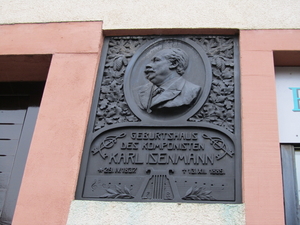 GEBURTSHAUS
DES KOMPONISTEN
KARL ISENMANN